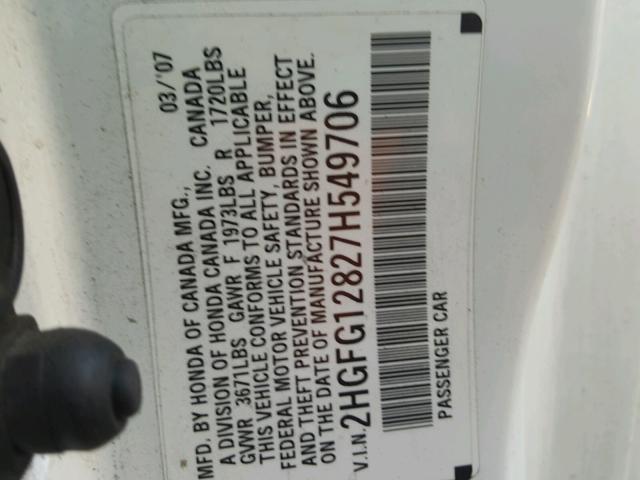 MFD. BY HONDA OF CANADA MFG., 03/'07
A DIVISION OF HONDA CANADA INC. CANADA
GVWR 3671LBS GAWR F 1973LBS R 1720LBS
THIS VEHICLE CONFORMS TO ALL APPLICABLE
FEDERAL MOTOR VEHICLE SAFETY, BUMPER,
AND THEFT PREVENTION STANDARDS IN EFFECT
ON THE DATE OF MANUFACTURE SHOWN ABOVE.
V.I.N. 2HGFG12827H549706
PASSENGER CAR